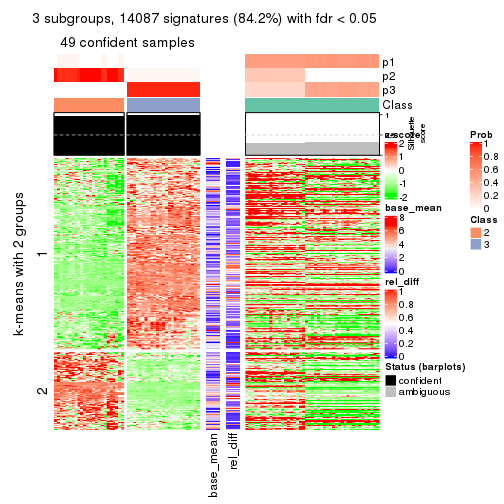 3 subgroups, 14087 signatures (84.2%) with fdr < 0.05
49 confident samples
p1
p2
p3
Class
1
Silhouette
score
k-means with 2 groups
1
2
base_mean
rel_diff
z-score
2
1
0
-1
-2
base_mean
8
6
4
2
0
rel_diff
1
0.8
0.6
0.4
0.2
0
Status (barplots)
confident
ambiguous
Prob
1
0.8
0.6
0.4
0.2
0
Class
2
3